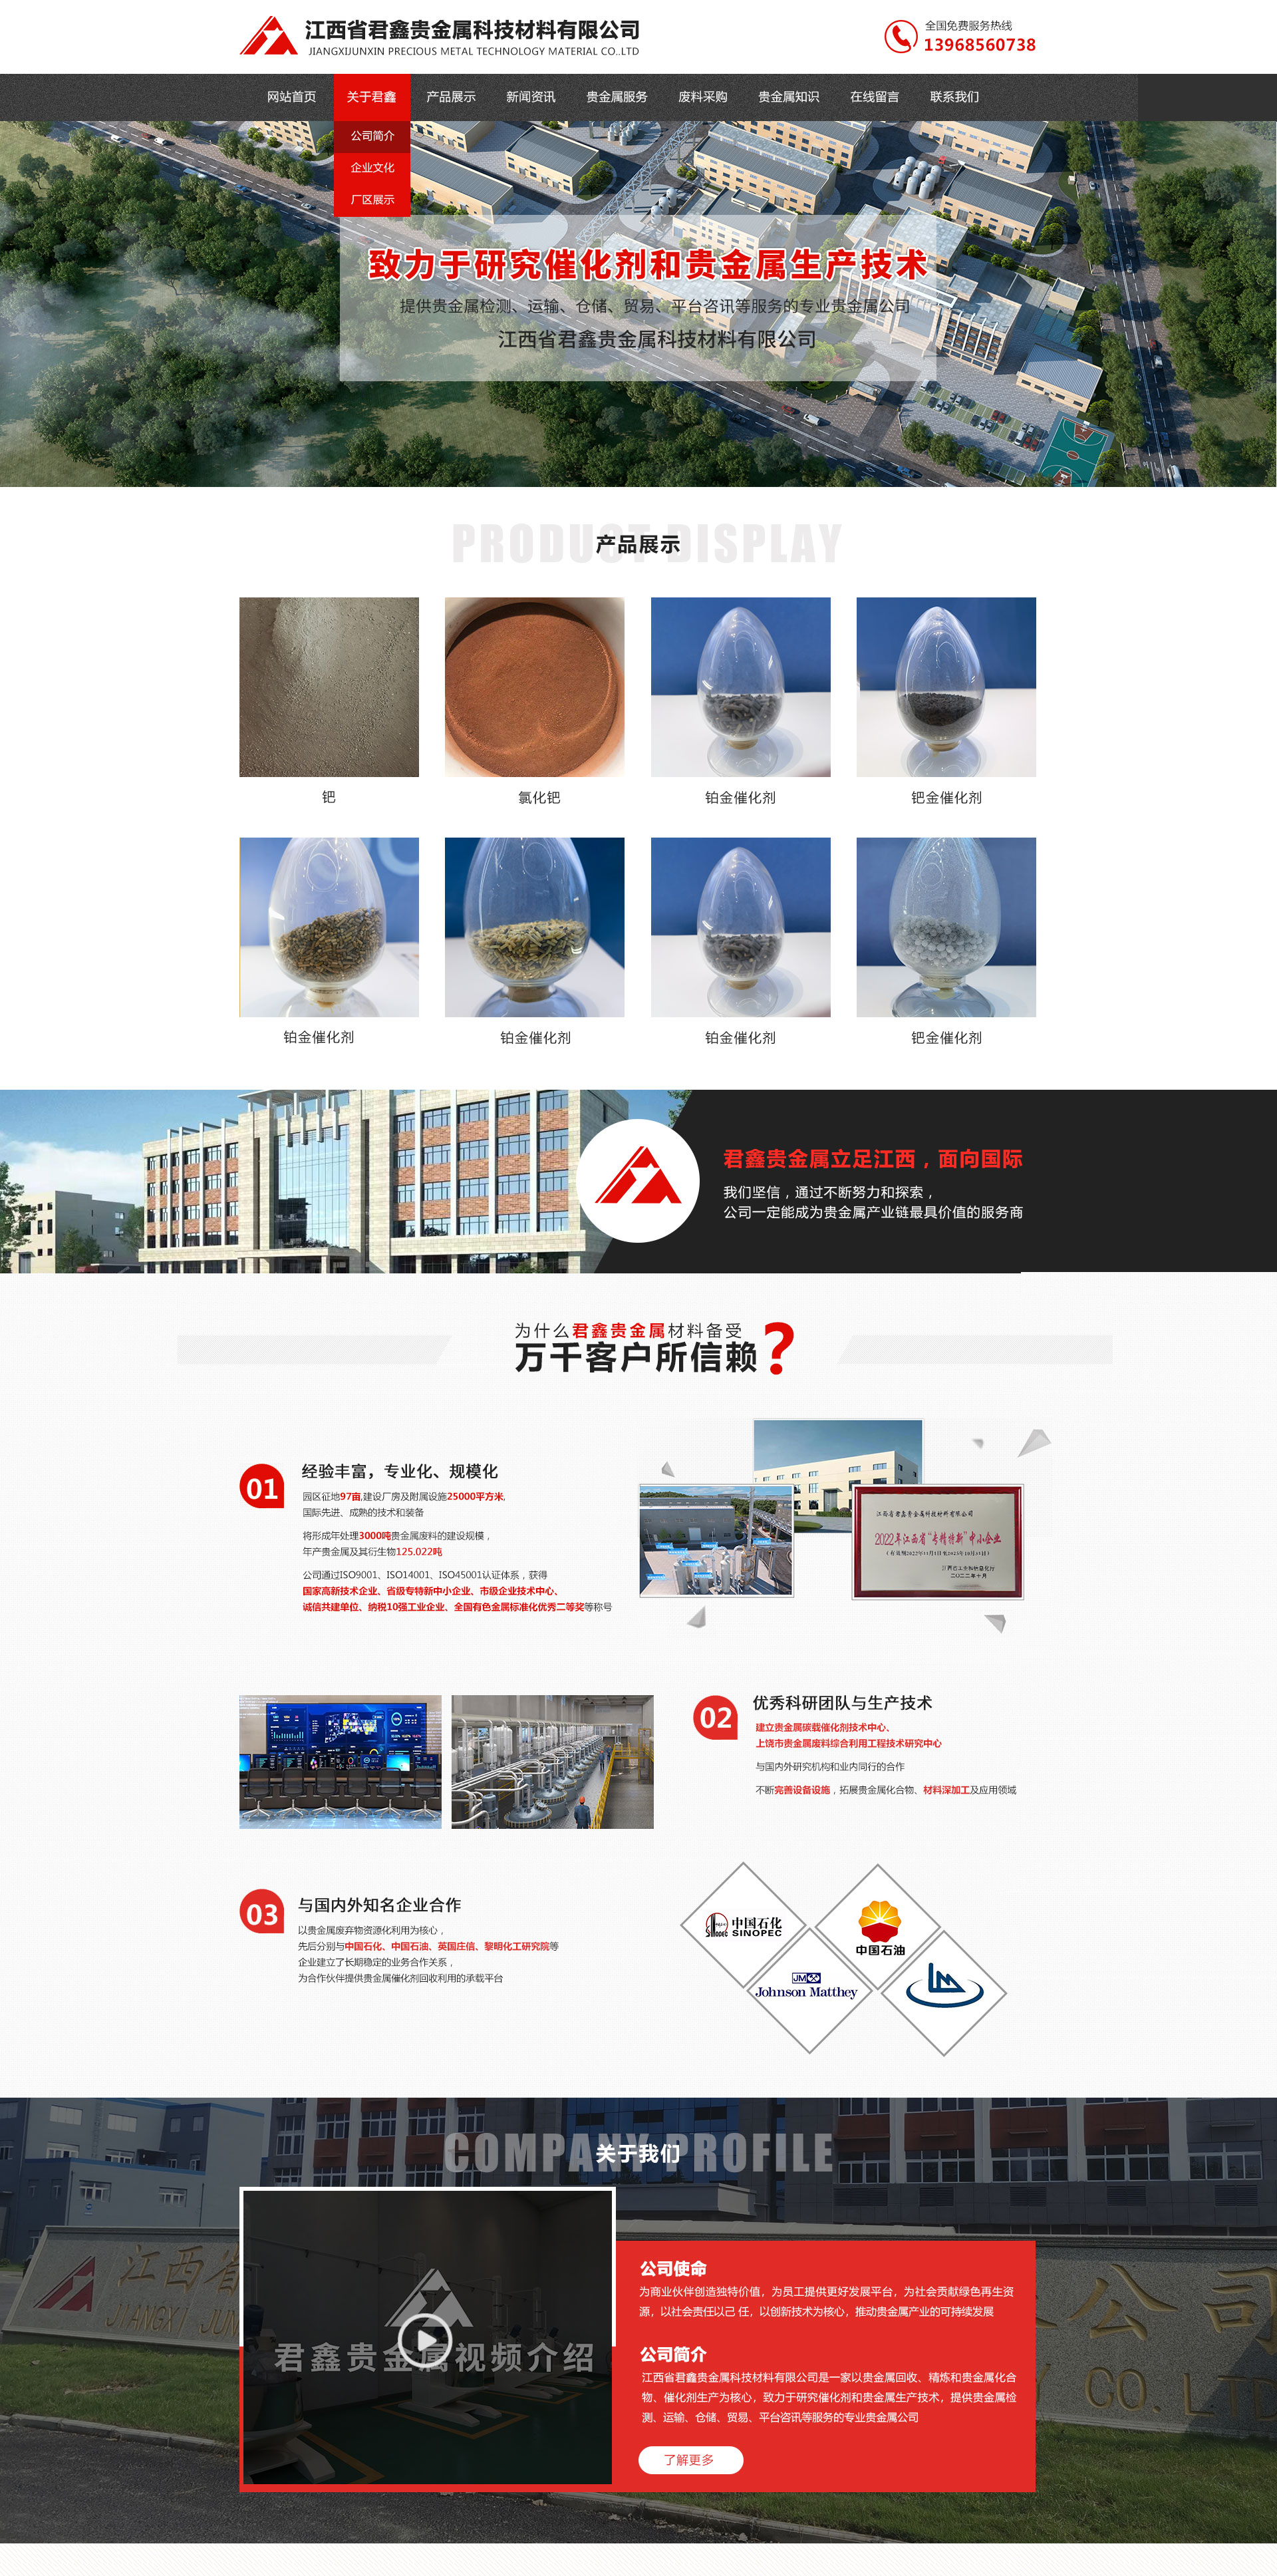 江西省君鑫贵金属科技材料有限公司
JIANGXIJUNXIN PRECIOUS METAL TECHNOLOGY MATERIAL CO..LTD
全国免费服务热线
13968560738
网站首页 关于君鑫 产品展示 新闻资讯 贵金属服务 废料采购 贵金属知识 在线留言 联系我们
公司简介
企业文化
厂区展示
致力于研究催化剂和贵金属生产技术
提供贵金属检测、运输、仓储、贸易、平台咨讯等服务的专业贵金属公司
江西省君鑫贵金属科技材料有限公司
PRODUCT DISPLAY
产品展示
钯 氯化钯 铂金催化剂 钯金催化剂
铂金催化剂 铂金催化剂 铂金催化剂 钯金催化剂
君鑫贵金属立足江西，面向国际
我们坚信，通过不断努力和探索，
公司一定能成为贵金属产业链最具价值的服务商
为什么君鑫贵金属材料备受
万千客户所信赖?
01
经验丰富，专业化、规模化
园区征地97亩,建设厂房及附属设施25000平方米,
国际先进、成熟的技术和装备
将形成年处理3000吨贵金属废料的建设规模，
年产贵金属及其衍生物125.022吨
公司通过ISO9001、ISO14001、ISO45001认证体系，获得
国家高新技术企业、省级专特新中小企业、市级企业技术中心、
诚信共建单位、纳税10强工业企业、全国有色金属标准化优秀二等奖等称号
江西省君鑫贵金属科技材料有限公司
2022年江西省“专精特新”中小企业
(有效期2022年11月1日至2025年10月31日)
江西省工业和信息化厅
二〇二二年十月
02
优秀科研团队与生产技术
建立贵金属碳载催化剂技术中心、
上饶市贵金属废料综合利用工程技术研究中心
与国内外研究机构和业内同行的合作
不断完善设备设施，拓展贵金属化合物、材料深加工及应用领域
03
与国内外知名企业合作
以贵金属废弃物资源化利用为核心，
先后分别与中国石化、中国石油、英国庄信、黎明化工研究院等
企业建立了长期稳定的业务合作关系，
为合作伙伴提供贵金属催化剂回收利用的承载平台
Sinopec
中国石化
SINOPEC
中国石油
JM
Johnson Matthey
COMPANY PROFILE
关于我们
君鑫贵金属视频介绍
公司使命
为商业伙伴创造独特价值，为员工提供更好发展平台，为社会贡献绿色再生资
源，以社会责任以己 任，以创新技术为核心，推动贵金属产业的可持续发展
公司简介
江西省君鑫贵金属科技材料有限公司是一家以贵金属回收、精炼和贵金属化合
物、催化剂生产为核心，致力于研究催化剂和贵金属生产技术，提供贵金属检
测、运输、仓储、贸易、平台咨讯等服务的专业贵金属公司
了解更多